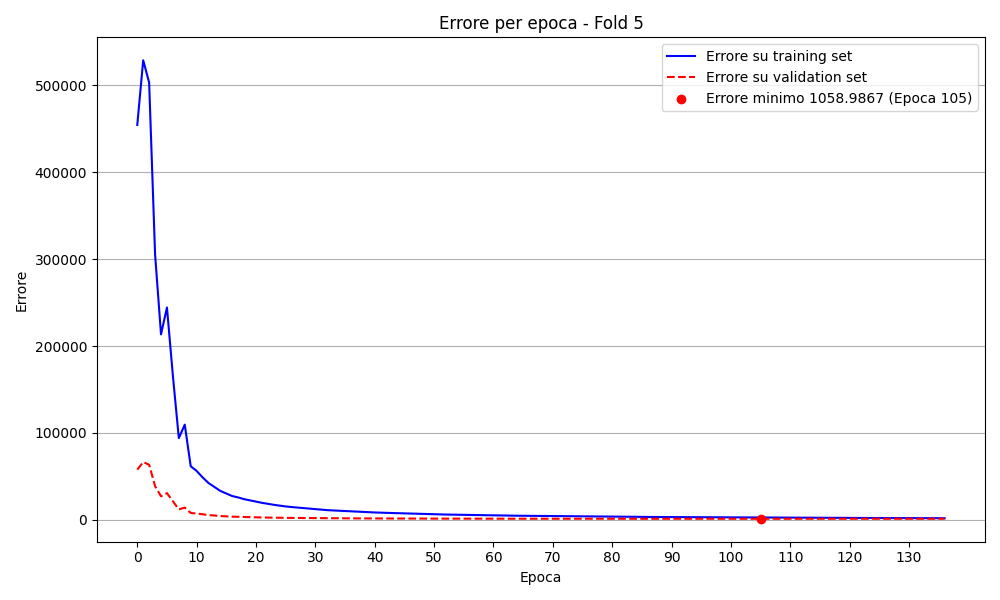 Errore per epoca - Fold 5
Errore su training set
Errore su validation set
Errore minimo 1058.9867 (Epoca 105)
Errore
500000
400000
300000
200000
100000
0
0 10 20 30 40 50 60 70 80 90 100 110 120 130
Epoca